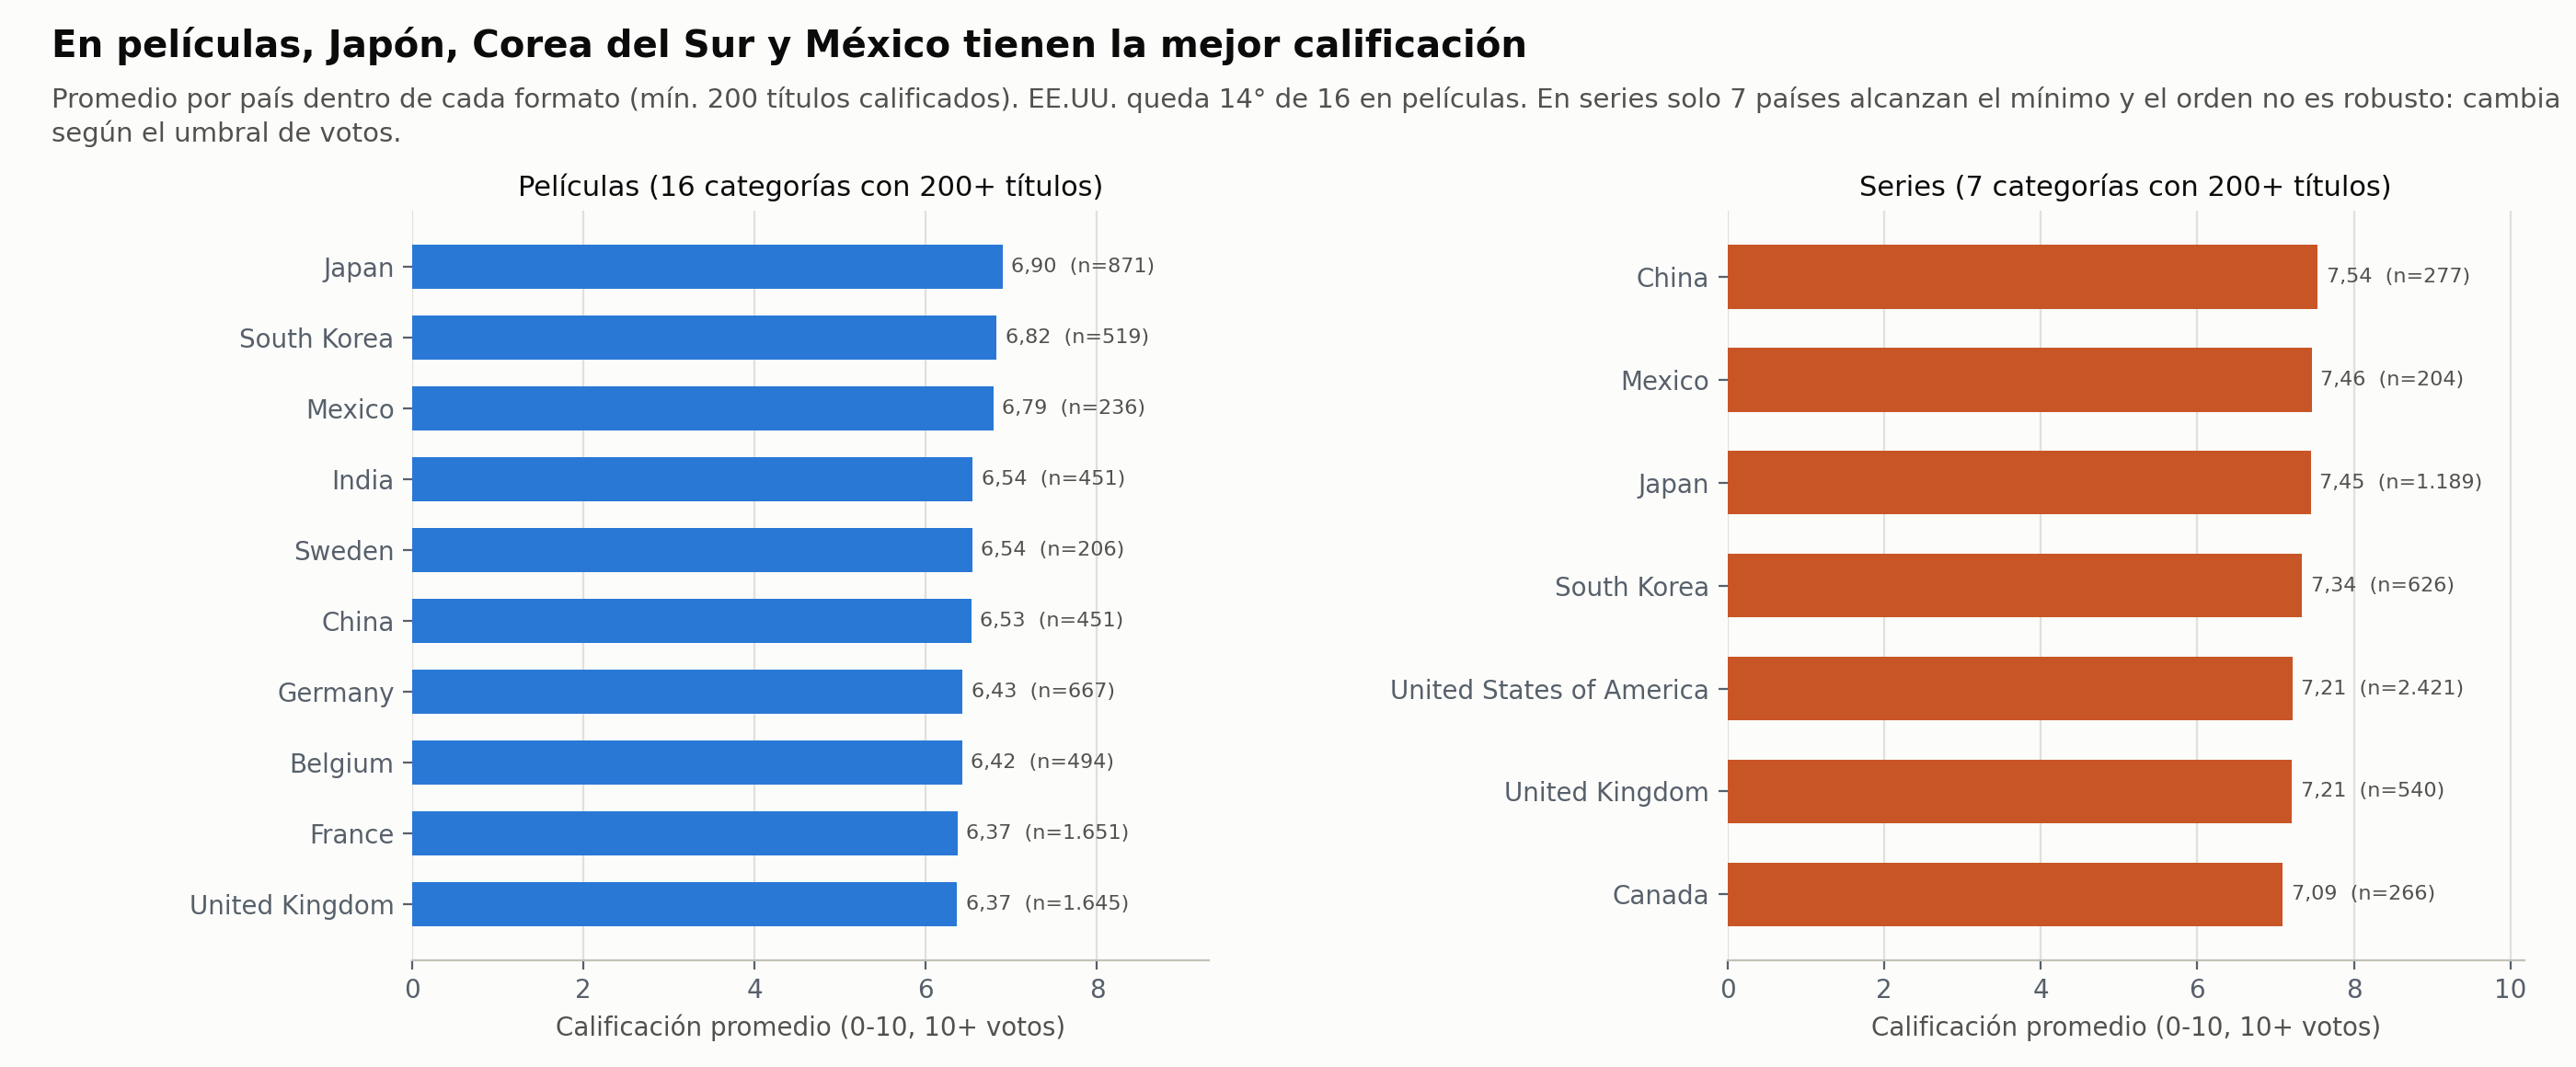 En películas, Japón, Corea del Sur y México tienen la mejor calificación
Promedio por país dentro de cada formato (mín. 200 títulos calificados). EE.UU. queda 14° de 16 en películas. En series solo 7 países alcanzan el mínimo y el orden no es robusto: cambia
según el umbral de votos.
Películas (16 categorías con 200+ títulos)
Japan 6,90 (n=871)
South Korea 6,82 (n=519)
Mexico 6,79 (n=236)
India 6,54 (n=451)
Sweden 6,54 (n=206)
China 6,53 (n=451)
Germany 6,43 (n=667)
Belgium 6,42 (n=494)
France 6,37 (n=1.651)
United Kingdom 6,37 (n=1.645)
0 2 4 6 8
Calificación promedio (0-10, 10+ votos)
Series (7 categorías con 200+ títulos)
China 7,54 (n=277)
Mexico 7,46 (n=204)
Japan 7,45 (n=1.189)
South Korea 7,34 (n=626)
United States of America 7,21 (n=2.421)
United Kingdom 7,21 (n=540)
Canada 7,09 (n=266)
0 2 4 6 8 10
Calificación promedio (0-10, 10+ votos)